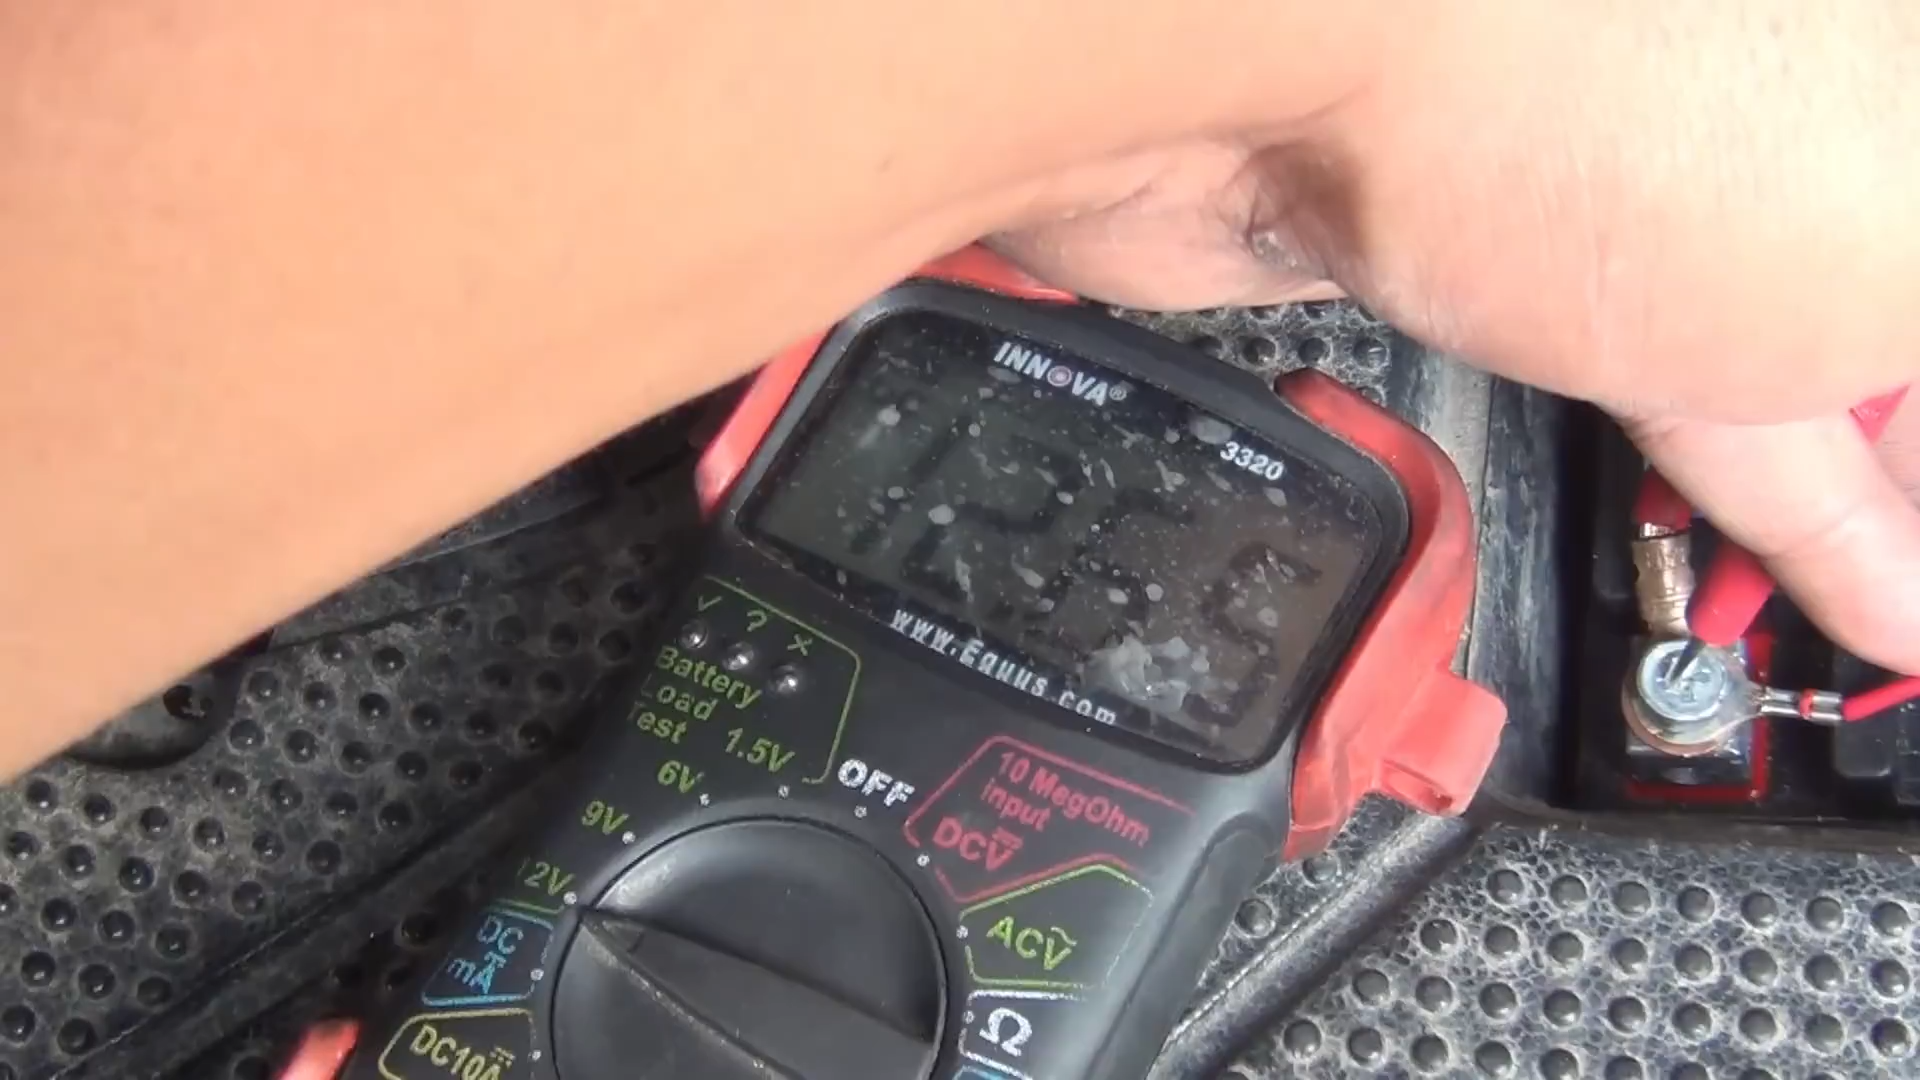 INNOVA®
3320
www.Equus.com
✓ ? ×
Battery
Load
Test 1.5V
6V
9V
12V
OFF
10 MegOhm
input
DCV
ACV
DC
mA
DC10A
Ω